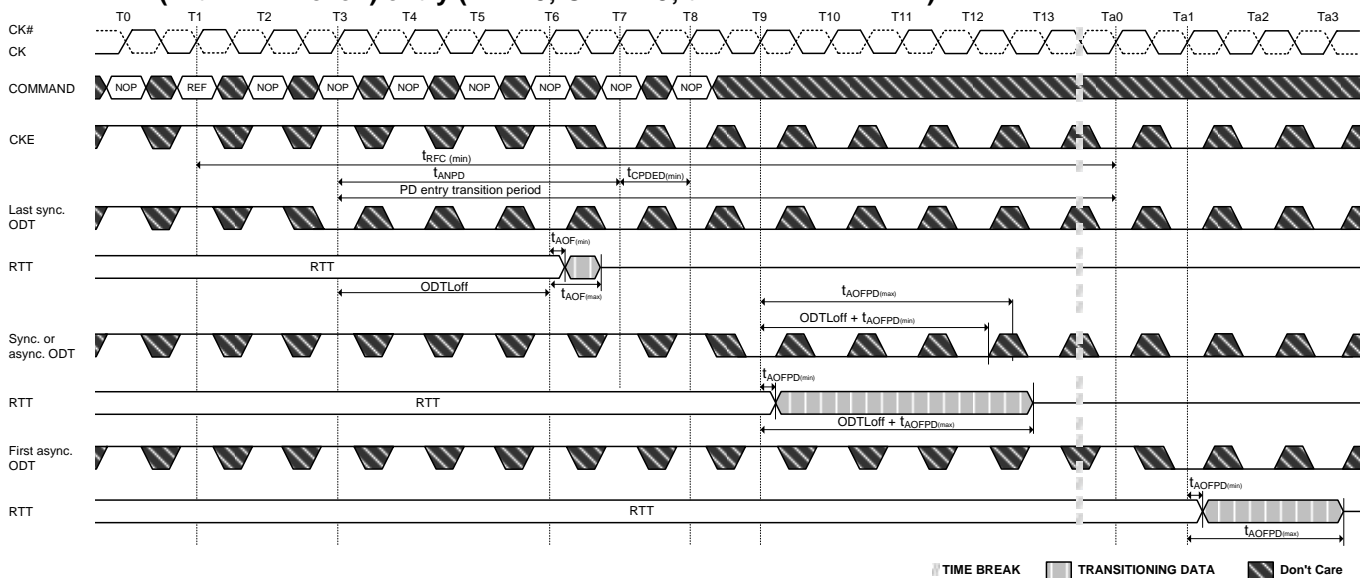 T0 T1 T2 T3 T4 T5 T6 T7 T8 T9 T10 T11 T12 T13 Ta0 Ta1 Ta2 Ta3
CK#
CK
COMMAND NOP REF NOP NOP NOP NOP NOP NOP NOP
CKE
tRFC (min)
tANPD tCPDED(min)
PD entry transition period
Last sync.
ODT
tAOF(min)
RTT RTT
ODTLoff tAOF(max)
tAOFPD(max)
ODTLoff + tAOFPD(min)
Sync. or
async. ODT
tAOFPD(min)
RTT RTT
ODTLoff + tAOFPD(max)
First async.
ODT
tAOFPD(min)
RTT RTT
tAOFPD(max)
TIME BREAK TRANSITIONING DATA Don't Care